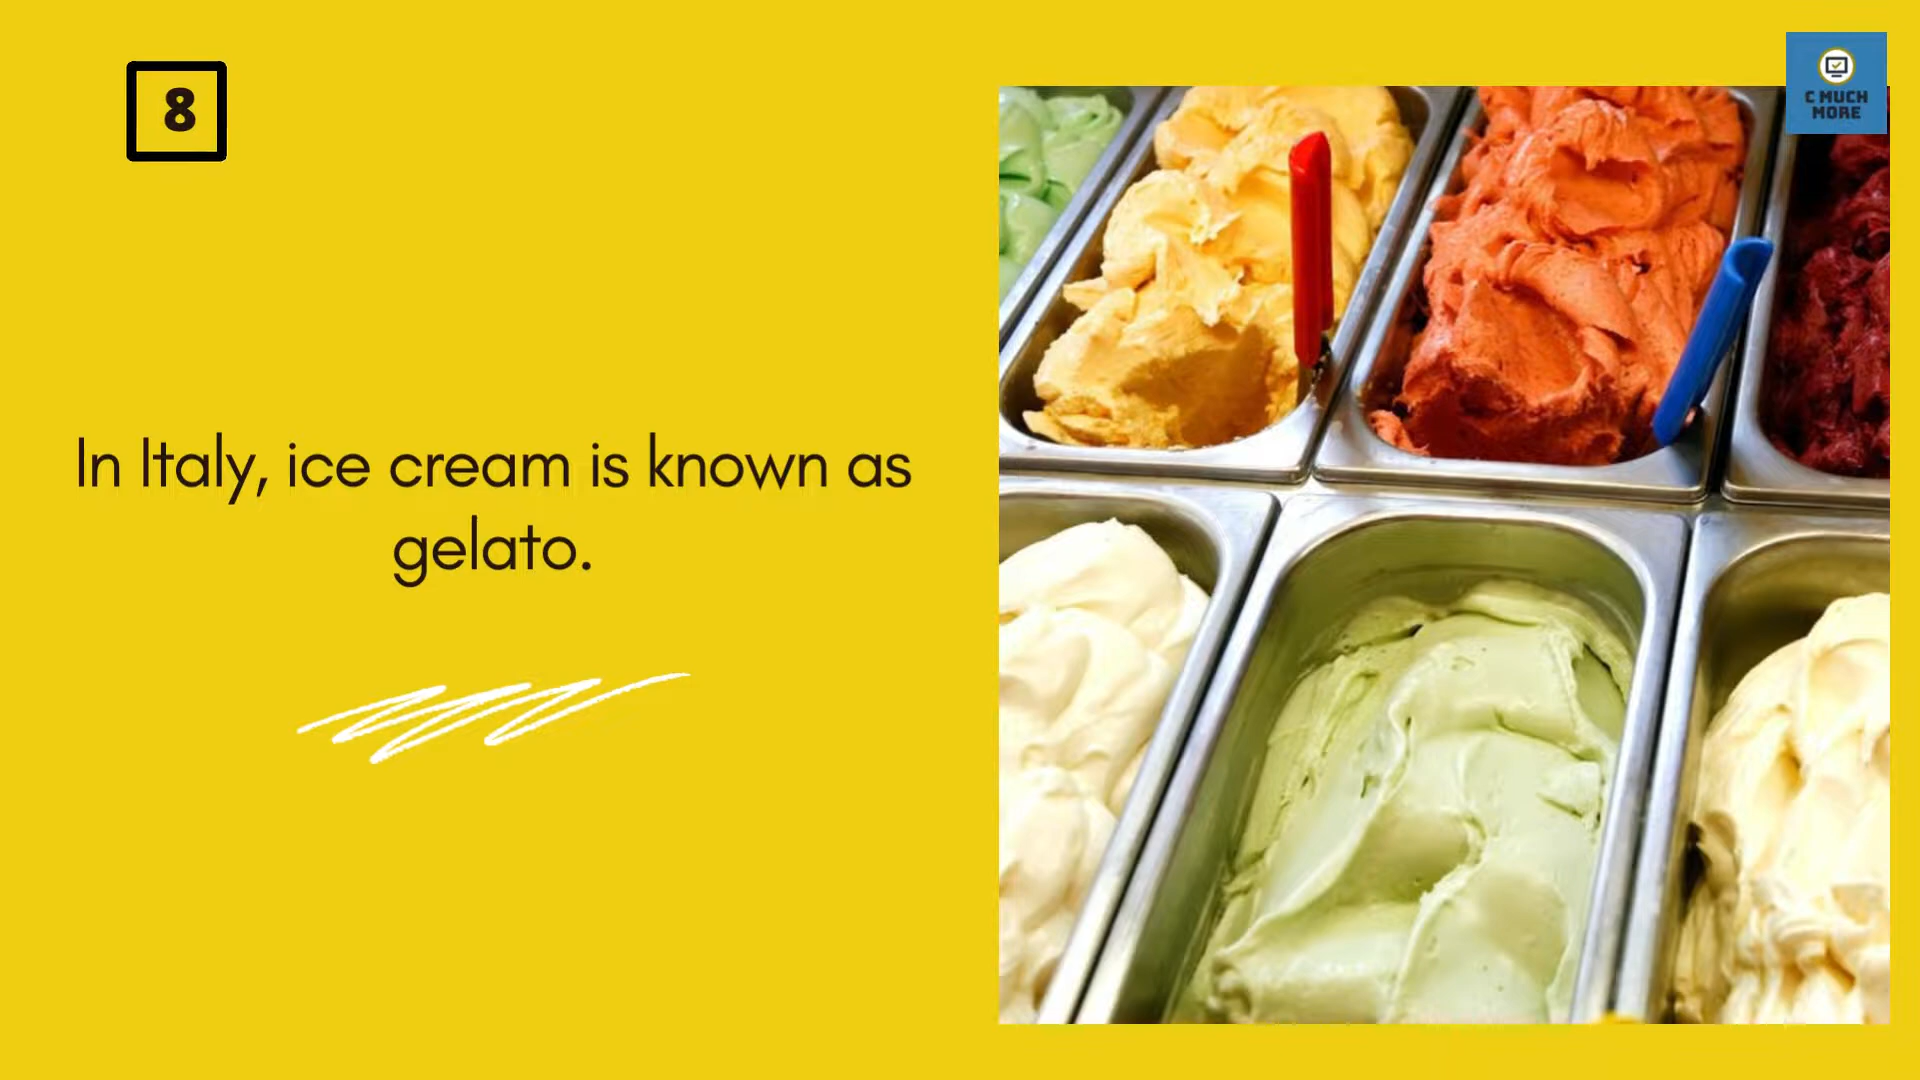 8
C MUCH
MORE
In Italy, ice cream is known as
gelato.